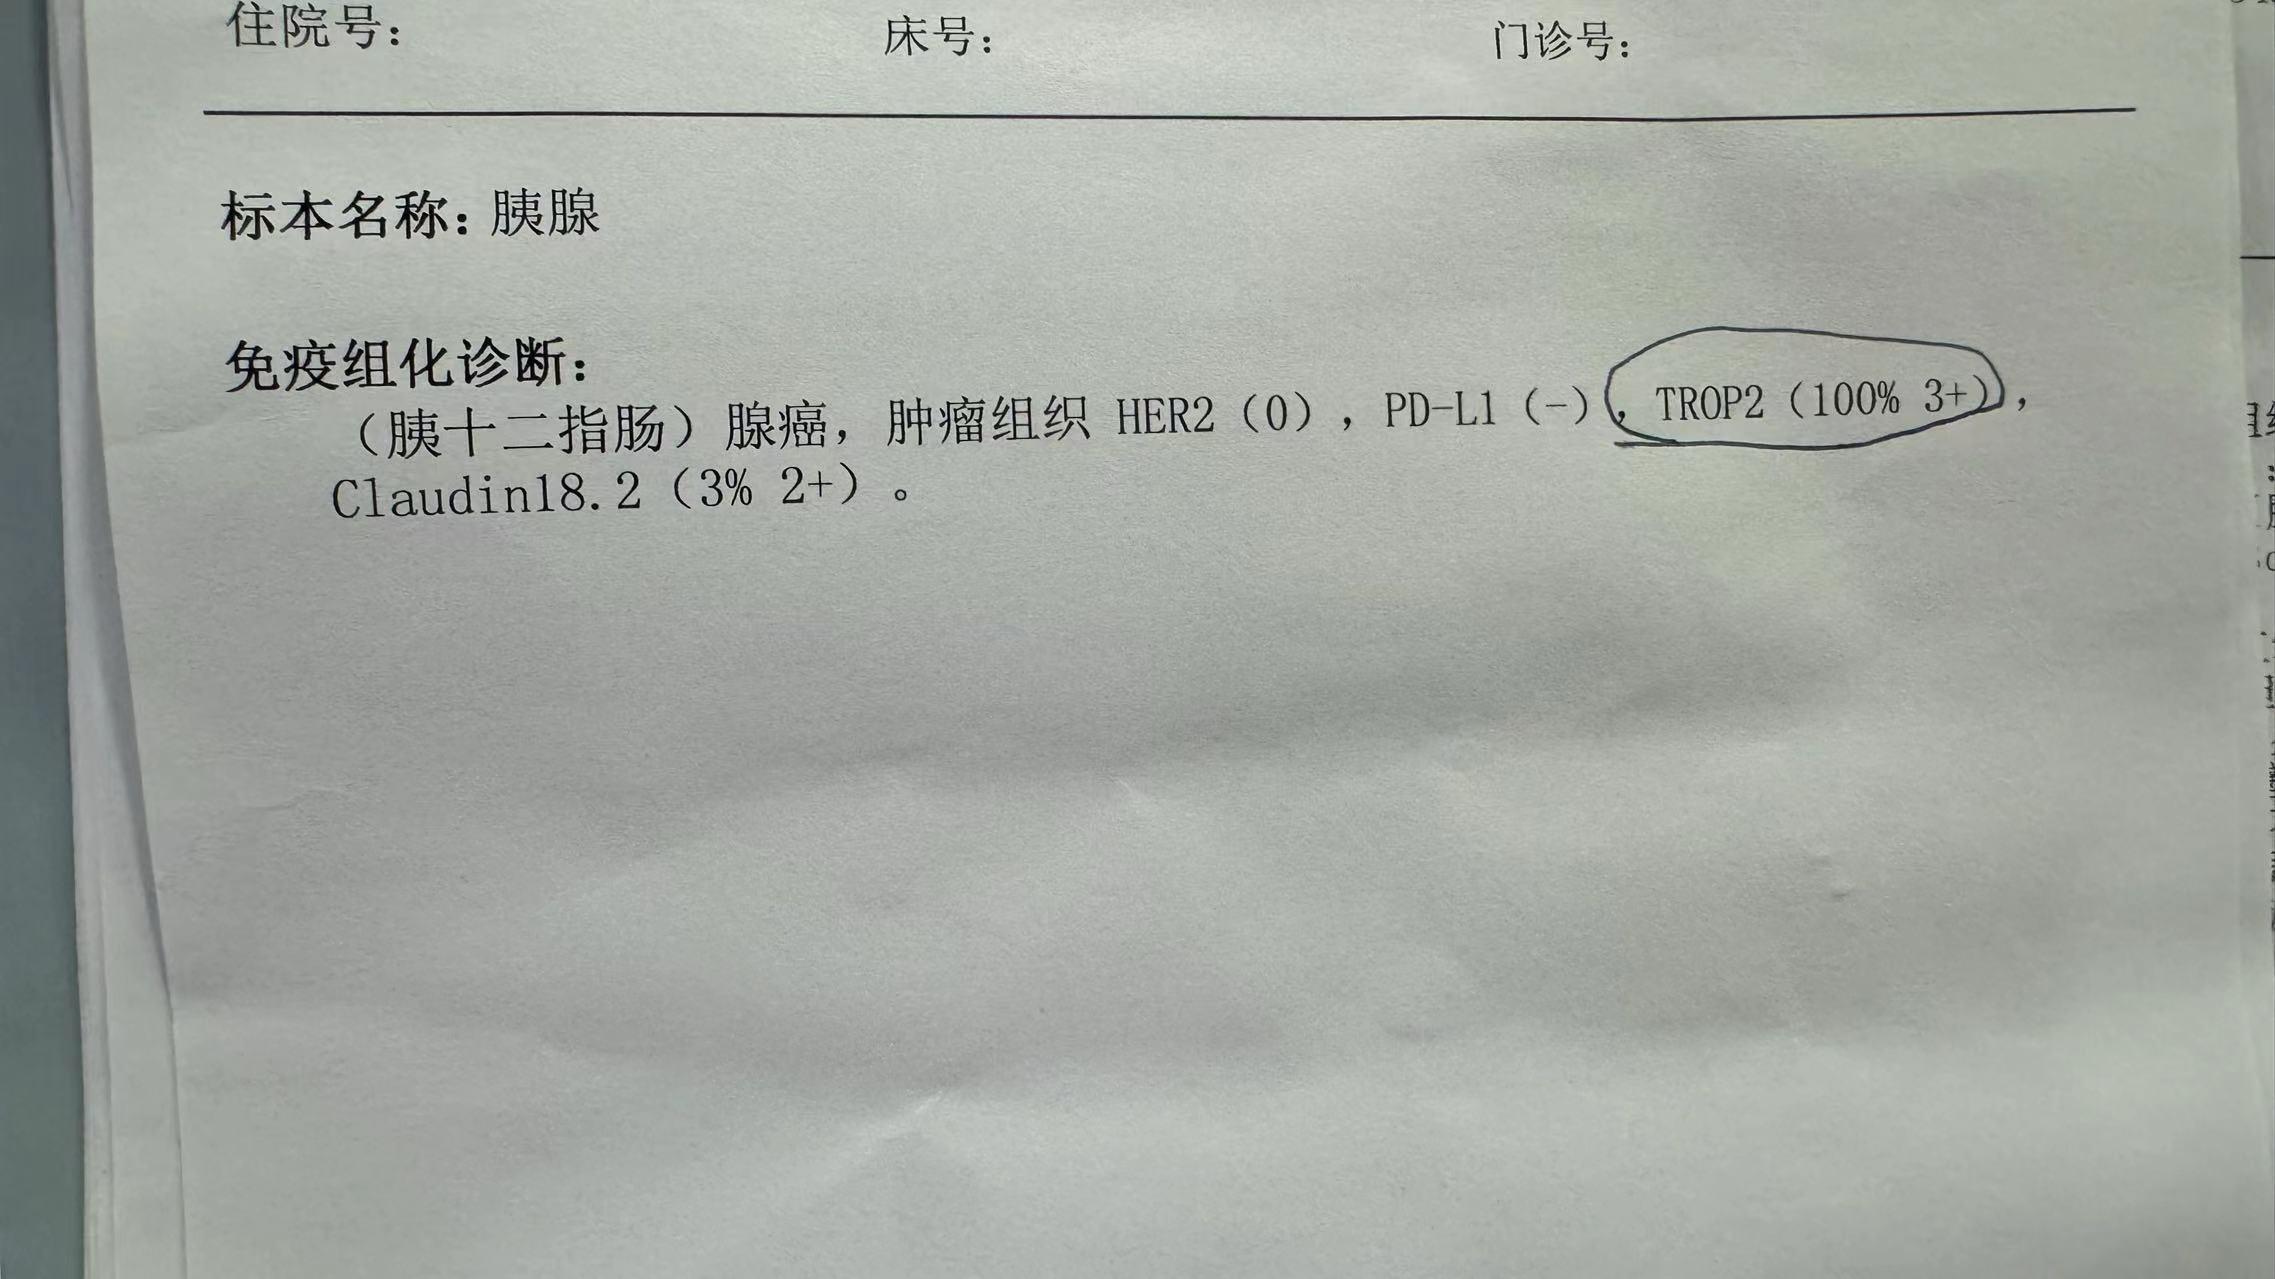 住院号： 床号： 门诊号：
标本名称：胰腺
免疫组化诊断：
（胰十二指肠）腺癌，肿瘤组织 HER2（0），PD-L1（-），TROP2（100% 3+），
Claudin18.2（3% 2+）。